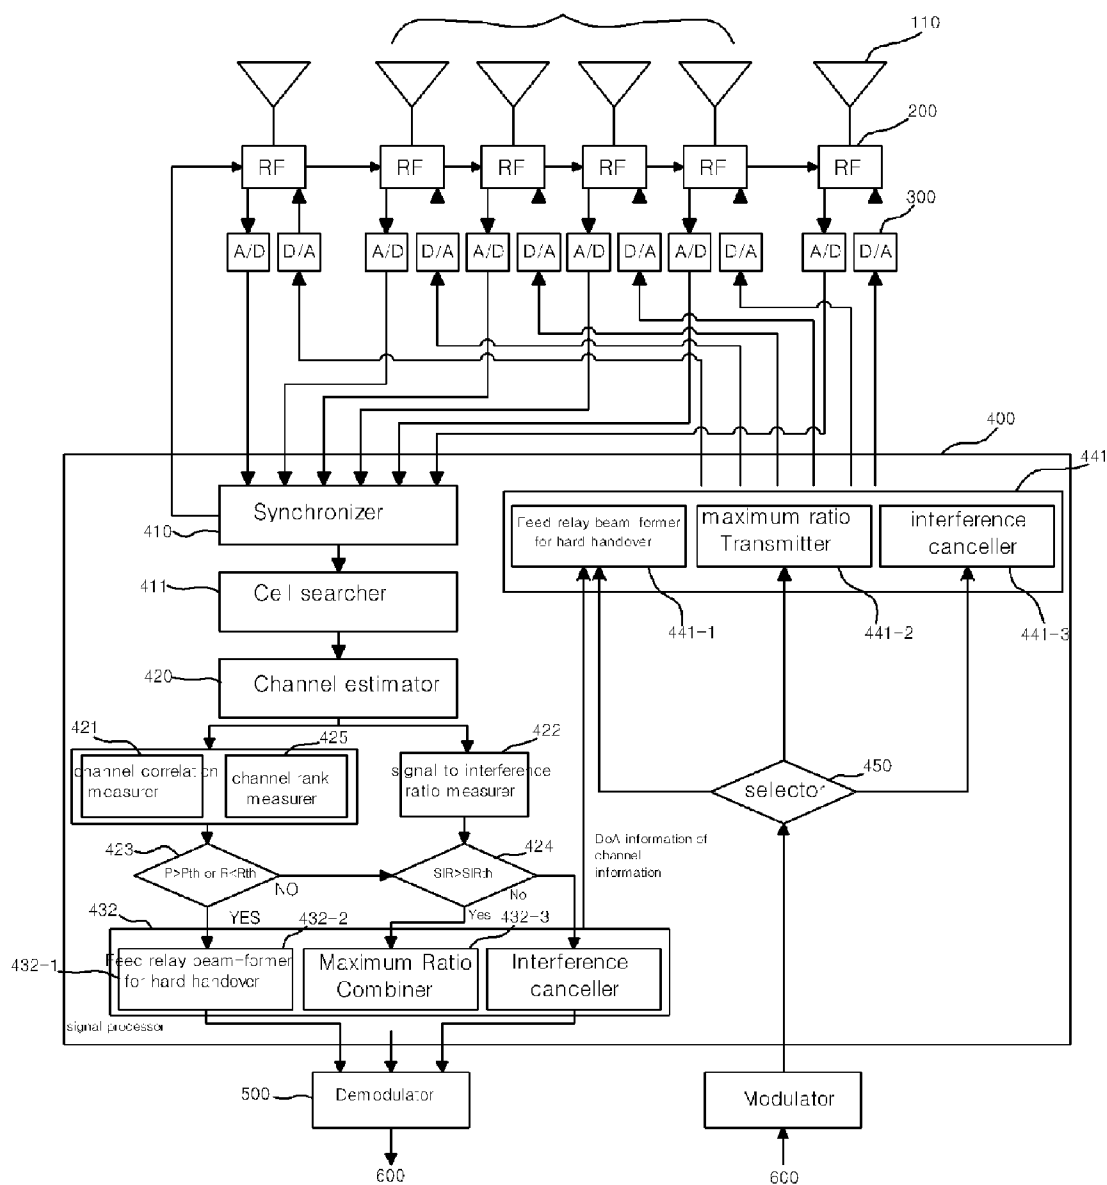 110
200
RF RF RF RF RF RF
300
A/D D/A A/D D/A A/D D/A A/D D/A A/D D/A A/D D/A
400
441
Synchronizer
410
Feed relay beam-former
for hard handover
maximum ratio
Transmitter
interference
canceller
411
Cell searcher
441-1
441-2
441-3
420
Channel estimator
421
425
422
channel correlation
measurer
channel rank
measurer
signal to interference
ratio measurer
selector
450
423
P>Pth or R<Rth
NO
424
SIR>SIRth
No
DoA information of
channel
information
YES
Yes
432
432-2
432-3
432-1
Feed relay beam-former
for hard handover
Maximum Ratio
Combiner
Interference
canceller
signal processor
500
Demodulator
Modulator
600
600